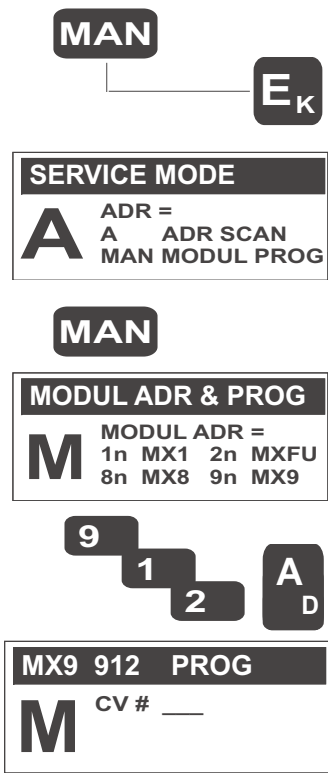 MAN
E K
SERVICE MODE
A
ADR =
A ADR SCAN
MAN MODUL PROG
MAN
MODUL ADR & PROG
M
MODUL ADR =
1n MX1 2n MXFU
8n MX8 9n MX9
9
1
2
A
D
MX9 912 PROG
M
CV # ___